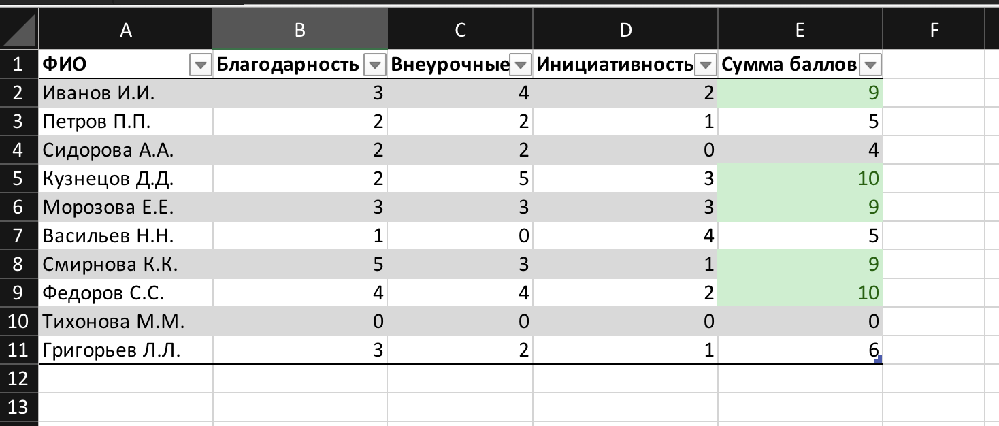 A B C D E F
1 ФИО Благодарность Внеурочные Инициативность Сумма баллов
2 Иванов И.И. 3 4 2 9
3 Петров П.П. 2 2 1 5
4 Сидорова А.А. 2 2 0 4
5 Кузнецов Д.Д. 2 5 3 10
6 Морозова Е.Е. 3 3 3 9
7 Васильев Н.Н. 1 0 4 5
8 Смирнова К.К. 5 3 1 9
9 Федоров С.С. 4 4 2 10
10 Тихонова М.М. 0 0 0 0
11 Григорьев Л.Л. 3 2 1 6
12
13